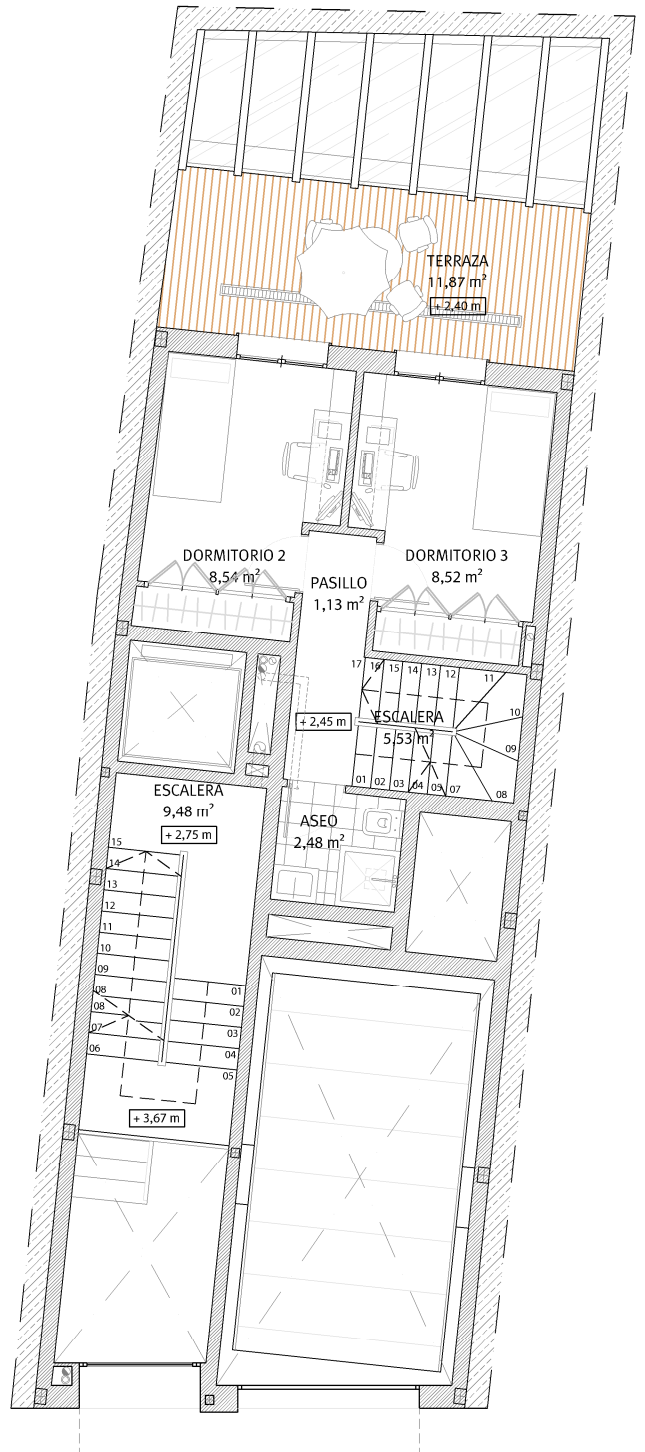 TERRAZA
11,87 m²
+ 2,40 m
DORMITORIO 2
8,54 m²
DORMITORIO 3
8,52 m²
PASILLO
1,13 m²
17 16 15 14 13 12 11
10
09
08
+ 2,45 m
ESCALERA
5,53 m²
01 02 03 04 05 07
ESCALERA
9,48 m²
+ 2,75 m
ASEO
2,48 m²
15
14
13
12
11
10
09
08
08
07
06
01
02
03
04
05
+ 3,67 m